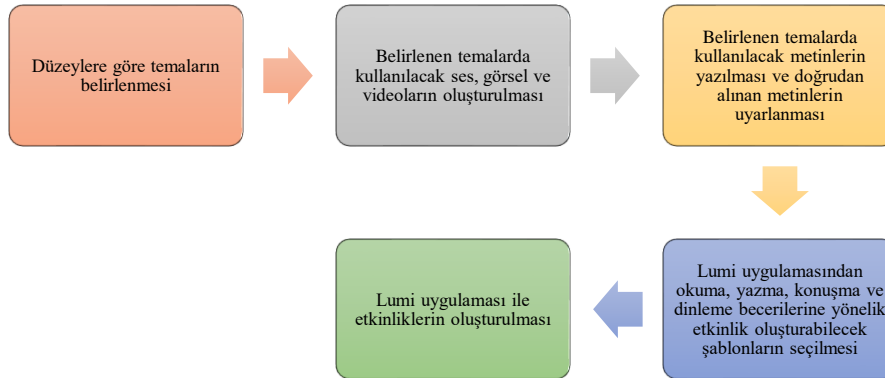 Düzeylere göre temaların
belirlenmesi
Belirlenen temalarda
kullanılacak ses, görsel ve
videoların oluşturulması
Belirlenen temalarda
kullanılacak metinlerin
yazılması ve doğrudan
alınan metinlerin
uyarlanması
Lumi uygulamasından
okuma, yazma, konuşma ve
dinleme becerilerine yönelik
etkinlik oluşturabilecek
şablonların seçilmesi
Lumi uygulaması ile
etkinliklerin oluşturulması